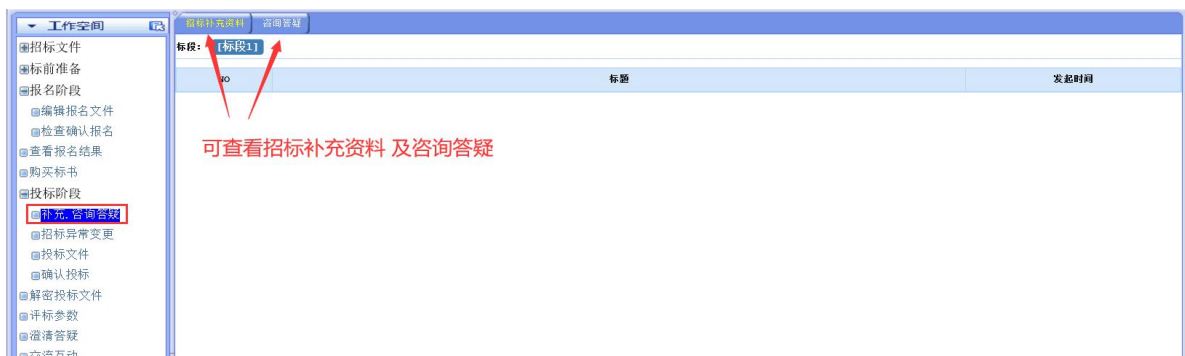 工作空间
招标文件
标前准备
报名阶段
编辑报名文件
检查确认报名
查看报名结果
购买标书
投标阶段
补充.咨询答疑
招标异常变更
投标文件
确认投标
解密投标文件
评标参数
澄清答疑
交流互动
招标补充资料 咨询答疑
标段： [标段1]
NO 标题 发起时间
可查看招标补充资料 及咨询答疑